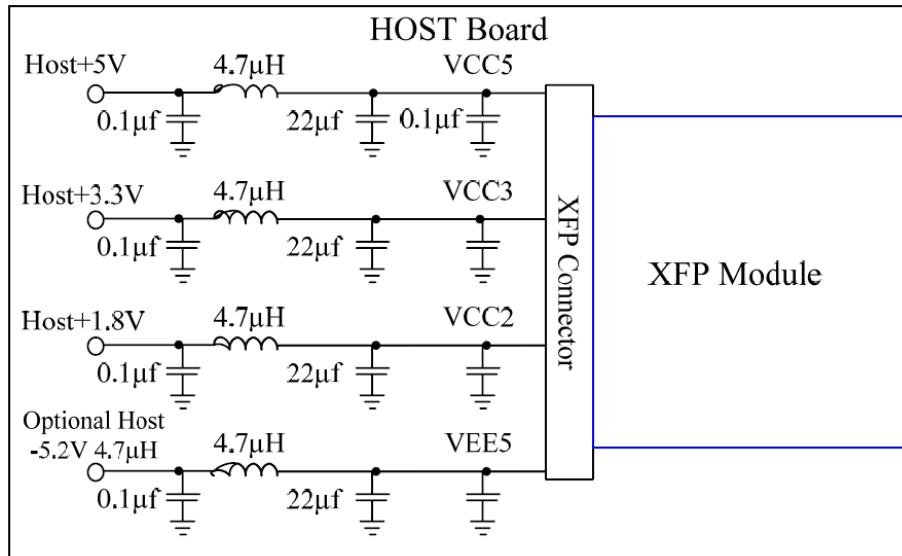 HOST Board
Host+5V
4.7μH
VCC5
0.1μf
22μf
0.1μf
Host+3.3V
4.7μH
VCC3
0.1μf
22μf
Host+1.8V
4.7μH
VCC2
0.1μf
22μf
Optional Host
-5.2V 4.7μH
4.7μH
VEE5
0.1μf
22μf
XFP Connector
XFP Module